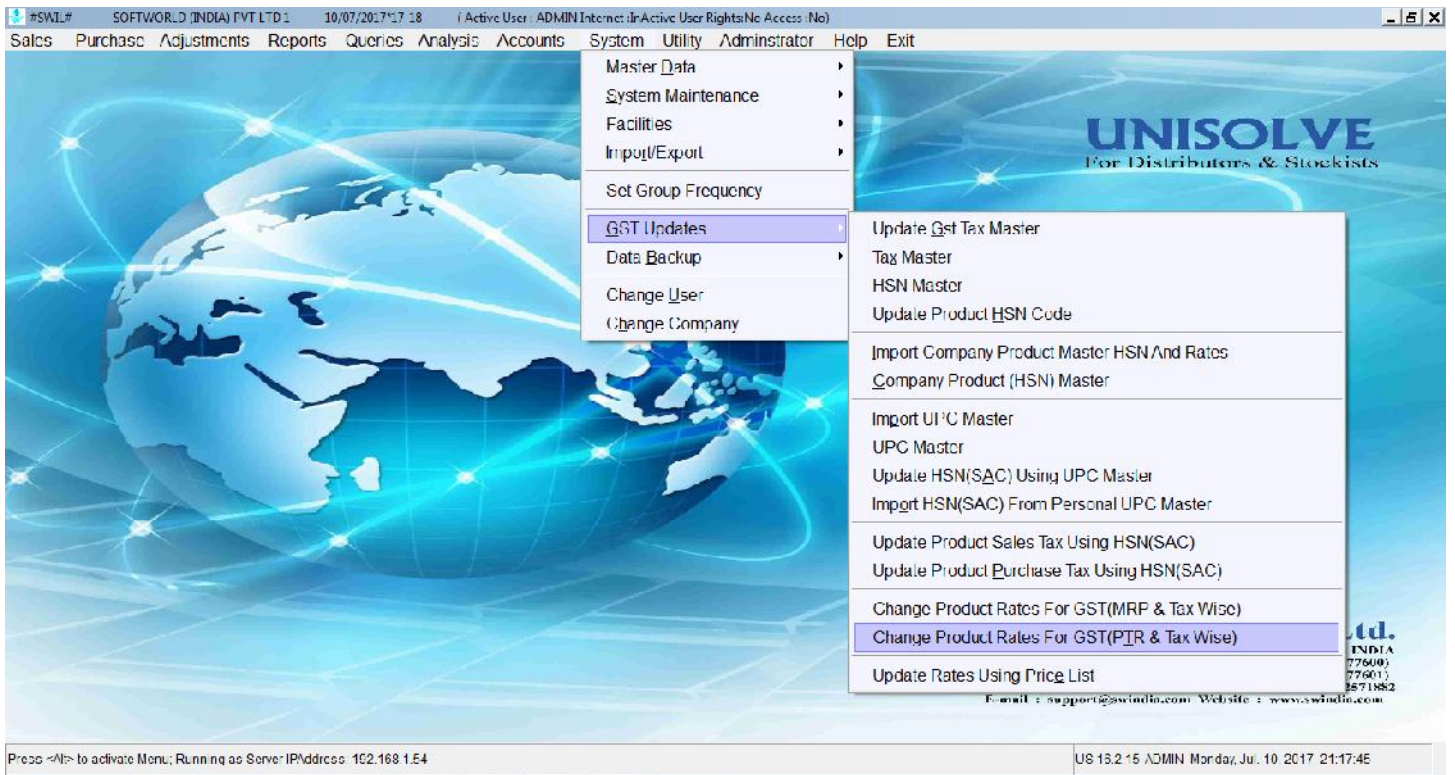 #SWIL# SOFTWORLD (INDIA) PVT LTD 1 10/07/2017*17 18 (Active User : ADMIN Internet :InActive User Rights:No Access :No)
Sales Purchase Adjustments Reports Queries Analysis Accounts System Utility Adminstrator Help Exit
Master Data
System Maintenance
Facilities
Import/Export
Set Group Frequency
GST Updates
Data Backup
Change User
Change Company
UNISOLVE
For Distributors & Stockists
Update Gst Tax Master
Tax Master
HSN Master
Update Product HSN Code
Import Company Product Master HSN And Rates
Company Product (HSN) Master
Import UPC Master
UPC Master
Update HSN(SAC) Using UPC Master
Import HSN(SAC) From Personal UPC Master
Update Product Sales Tax Using HSN(SAC)
Update Product Purchase Tax Using HSN(SAC)
Change Product Rates For GST(MRP & Tax Wise)
Change Product Rates For GST(PTR & Tax Wise)
Update Rates Using Price List
Ltd.
INDIA
77600)
77601)
2571882
E-mail : support@swindia.com Website : www.swindia.com
Press <Alt> to activate Menu; Running as Server IPAddress: 192.168.1.54
US 16.2.15 ADMIN Monday, Jul. 10, 2017 21:17:45